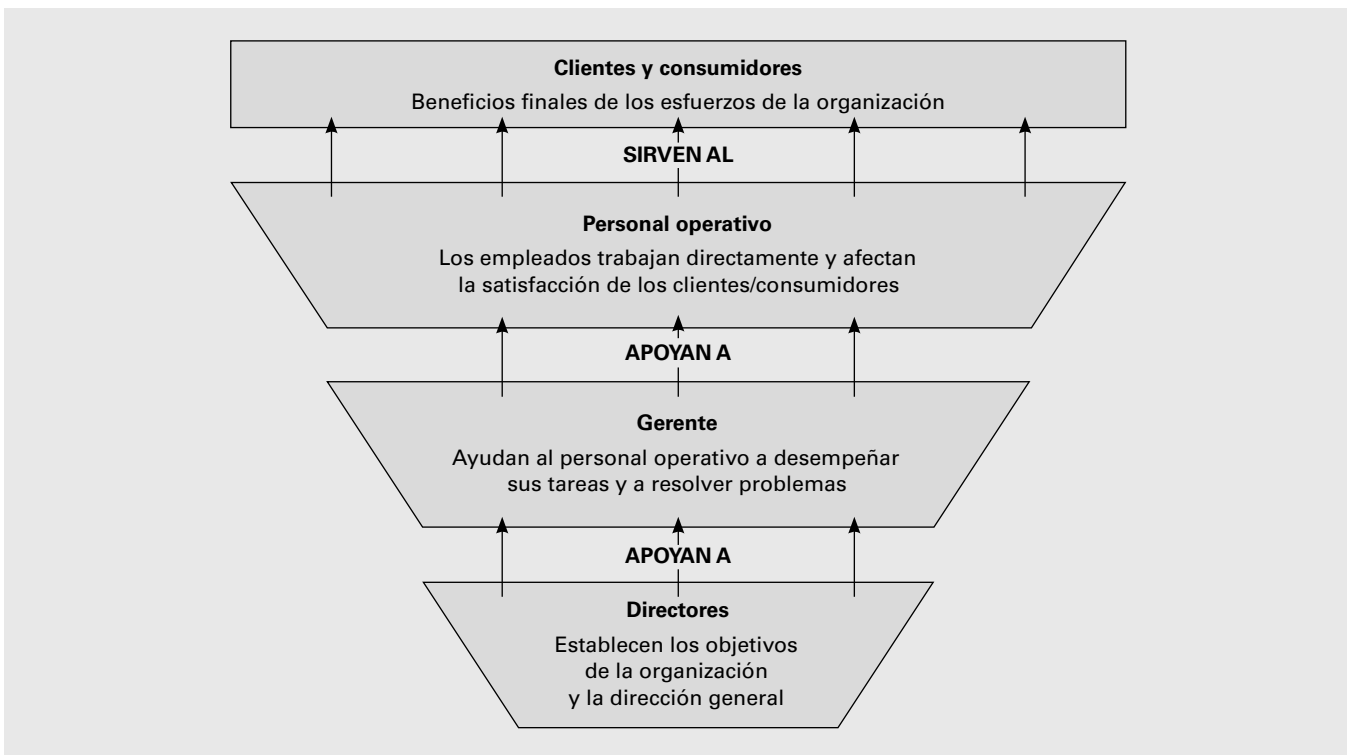 Clientes y consumidores
Beneficios finales de los esfuerzos de la organización
SIRVEN AL
Personal operativo
Los empleados trabajan directamente y afectan
la satisfacción de los clientes/consumidores
APOYAN A
Gerente
Ayudan al personal operativo a desempeñar
sus tareas y a resolver problemas
APOYAN A
Directores
Establecen los objetivos
de la organización
y la dirección general